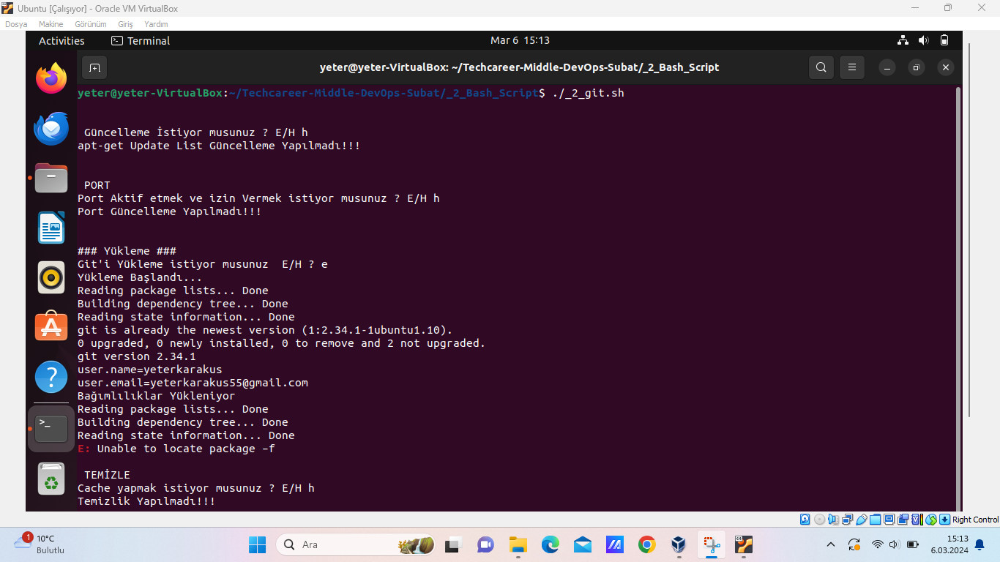 Ubuntu [Çalışıyor] - Oracle VM VirtualBox
Dosya Makine Görünüm Giriş Yardım
Activities Terminal Mar 6 15:13
yeter@yeter-VirtualBox: ~/Techcareer-Middle-DevOps-Subat/_2_Bash_Script
yeter@yeter-VirtualBox:~/Techcareer-Middle-DevOps-Subat/_2_Bash_Script$ ./_2_git.sh
Güncelleme İstiyor musunuz ? E/H h
apt-get Update List Güncelleme Yapılmadı!!!
PORT
Port Aktif etmek ve izin Vermek istiyor musunuz ? E/H h
Port Güncelleme Yapılmadı!!!
### Yükleme ###
Git'i Yükleme istiyor musunuz  E/H ? e
Yükleme Başlandı...
Reading package lists... Done
Building dependency tree... Done
Reading state information... Done
git is already the newest version (1:2.34.1-1ubuntu1.10).
0 upgraded, 0 newly installed, 0 to remove and 2 not upgraded.
git version 2.34.1
user.name=yeterkarakus
user.email=yeterkarakus55@gmail.com
Bağımlılıklar Yükleniyor
Reading package lists... Done
Building dependency tree... Done
Reading state information... Done
E: Unable to locate package –f
TEMİZLE
Cache yapmak istiyor musunuz ? E/H h
Temizlik Yapılmadı!!!
Right Control
1
10°C
Bulutlu
Ara
15:13
6.03.2024